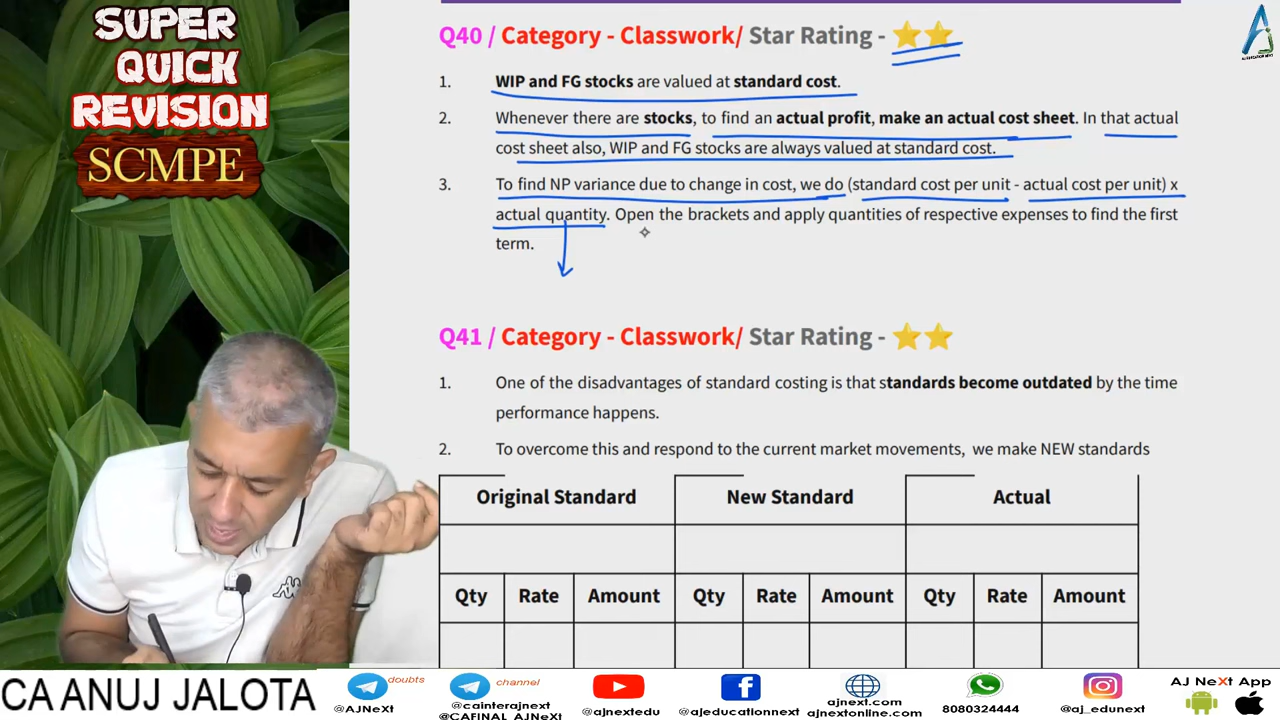 SUPER
QUICK
REVISION
SCMPE
Q40 / Category - Classwork/ Star Rating -
1. WIP and FG stocks are valued at standard cost.
2. Whenever there are stocks, to find an actual profit, make an actual cost sheet. In that actual
cost sheet also, WIP and FG stocks are always valued at standard cost.
3. To find NP variance due to change in cost, we do (standard cost per unit - actual cost per unit) x
actual quantity. Open the brackets and apply quantities of respective expenses to find the first
term.
Q41 / Category - Classwork/ Star Rating -
1. One of the disadvantages of standard costing is that standards become outdated by the time
performance happens.
2. To overcome this and respond to the current market movements, we make NEW standards
Original Standard New Standard Actual
Qty Rate Amount Qty Rate Amount Qty Rate Amount
CA ANUJ JALOTA
doubts
@AJNeXt
channel
@cainterajnext
@CAFINAL_AJNeXt
@ajnextedu
@ajeducationnext
ajnext.com
ajnextonline.com
8080324444
@aj_edunext
AJ NeXt App